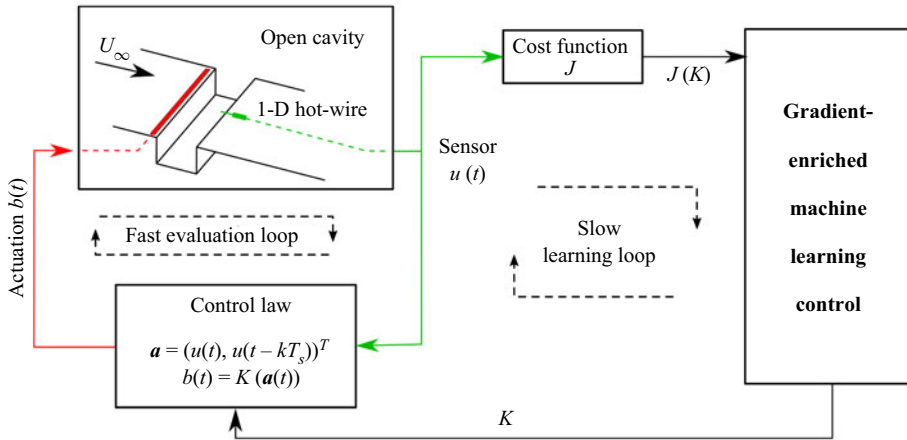 U∞
Open cavity
1-D hot-wire
Cost function
J
J (K)
Gradient-
enriched
machine
learning
control
Sensor
u (t)
Actuation b(t)
Fast evaluation loop
Slow
learning loop
Control law
a = (u(t), u(t – kTs))T
b(t) = K (a(t))
K